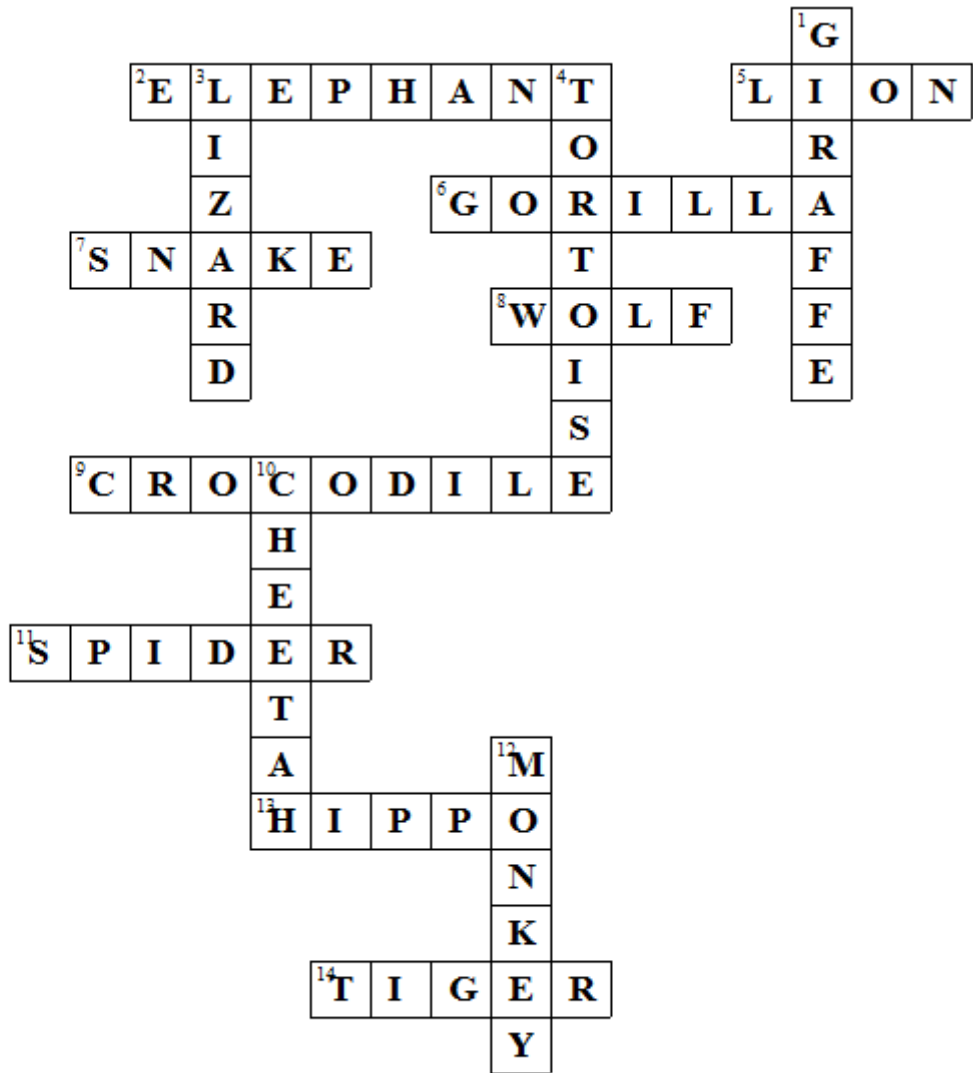 1G
2E 3L E P H A N 4T 5L I O N
I O R
Z 6G O R I L L A
7S N A K E T F
R 8W O L F F
D I E
S
9C R O 10C O D I L E
H
E
11S P I D E R
T
A 12M
13H I P P O
N
K
14T I G E R
Y